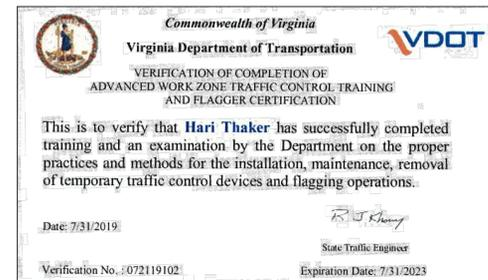 Commonwealth of Virginia
VDOT
Virginia Department of Transportation
VERIFICATION OF COMPLETION OF
ADVANCED WORK ZONE TRAFFIC CONTROL TRAINING
AND FLAGGER CERTIFICATION
This is to verify that Hari Thaker has successfully completed
training and an examination by the Department on the proper
practices and methods for the installation, maintenance, removal
of temporary traffic control devices and flagging operations.
Date: 7/31/2019
State Traffic Engineer
Verification No. : 072119102
Expiration Date: 7/31/2023